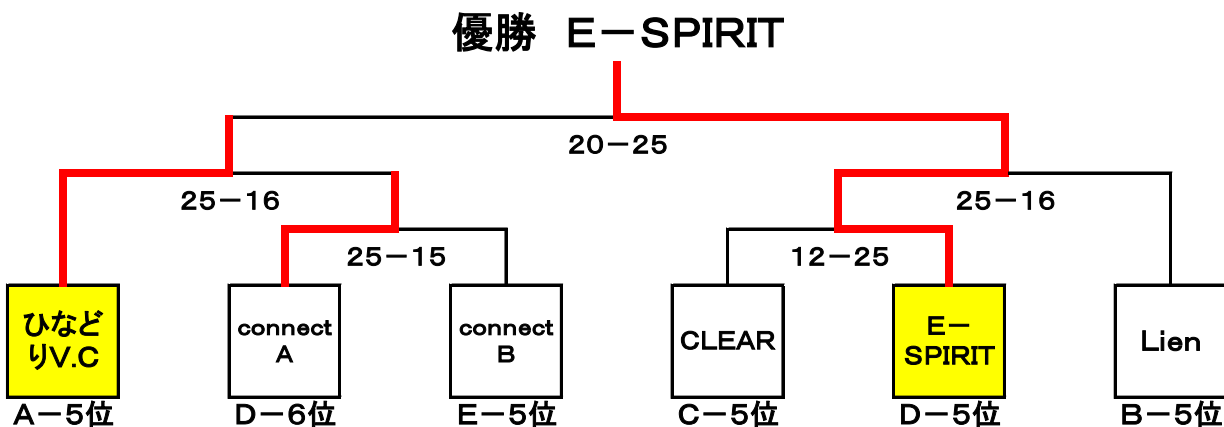 優勝 E－SPIRIT
20－25
25－16
25－16
25－15
12－25
ひなど
りV.C
connect
A
connect
B
CLEAR
E－
SPIRIT
Lien
A－5位
D－6位
E－5位
C－5位
D－5位
B－5位